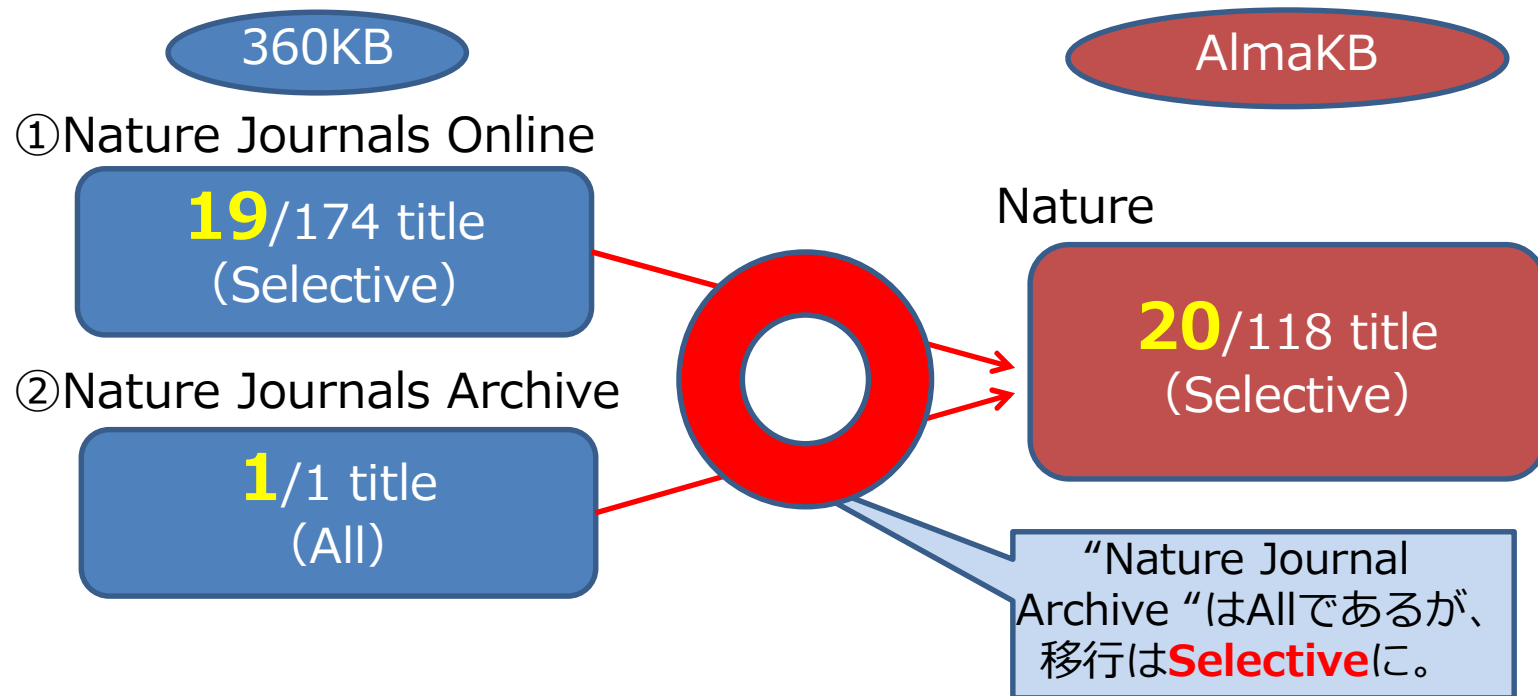 360KB
AlmaKB
①Nature Journals Online
19/174 title
（Selective）
Nature
20/118 title
（Selective）
②Nature Journals Archive
1/1 title
（All）
“Nature Journal
Archive “はAllであるが、
移行はSelectiveに。